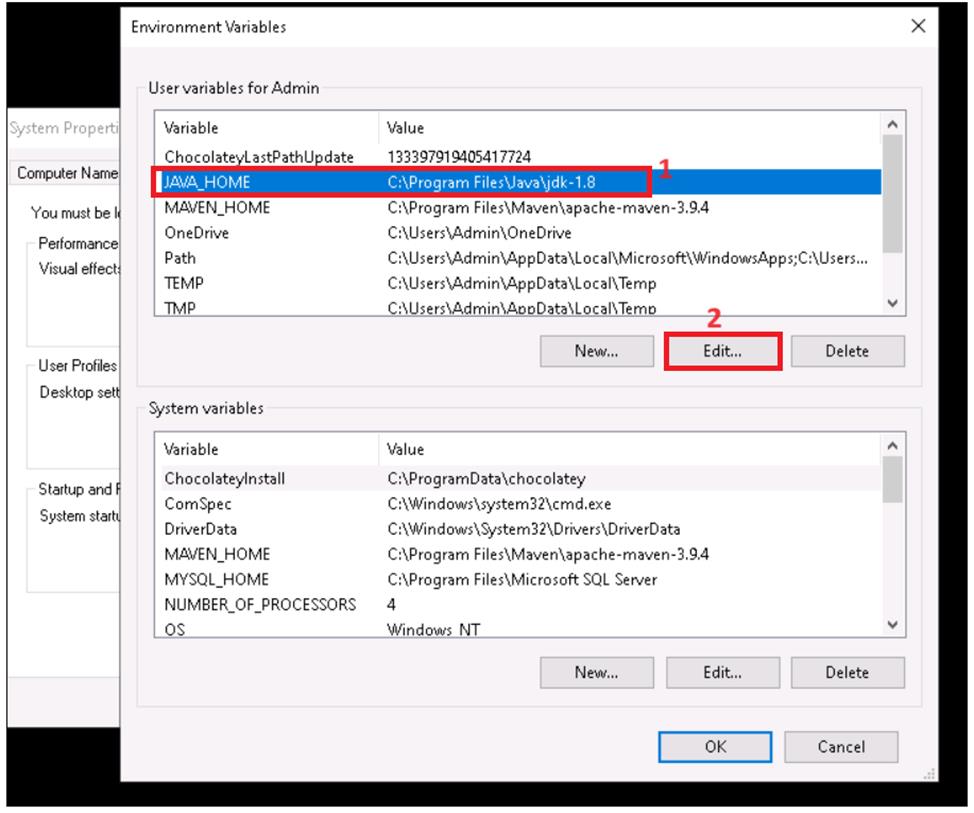 Environment Variables
User variables for Admin
Variable Value
ChocolateyLastPathUpdate 133397919405417724
1
JAVA_HOME C:\Program Files\Java\jdk-1.8
MAVEN_HOME C:\Program Files\Maven\apache-maven-3.9.4
OneDrive C:\Users\Admin\OneDrive
Path C:\Users\Admin\AppData\Local\Microsoft\WindowsApps;C:\Users...
TEMP C:\Users\Admin\AppData\Local\Temp
TMP C:\Users\Admin\AppData\Local\Temp
2
New... Edit... Delete
System variables
Variable Value
ChocolateyInstall C:\ProgramData\chocolatey
ComSpec C:\Windows\system32\cmd.exe
DriverData C:\Windows\System32\Drivers\DriverData
MAVEN_HOME C:\Program Files\Maven\apache-maven-3.9.4
MYSQL_HOME C:\Program Files\Microsoft SQL Server
NUMBER_OF_PROCESSORS 4
OS Windows_NT
New... Edit... Delete
OK Cancel
System Properti
Computer Name
You must be l
Performance
Visual effects
User Profiles
Desktop sett
Startup and
System startu